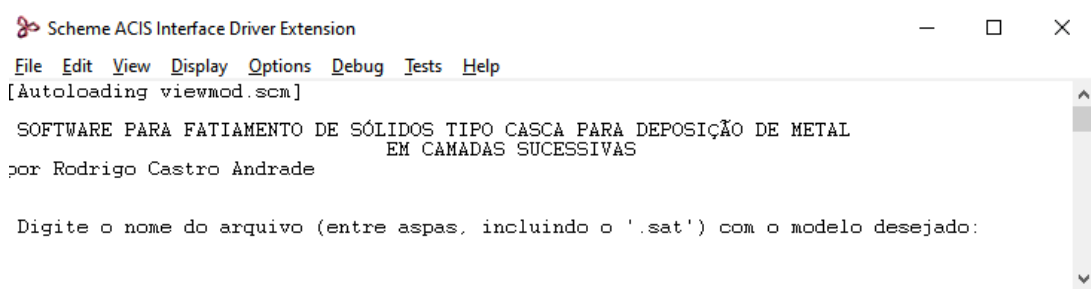 Scheme ACIS Interface Driver Extension
File Edit View Display Options Debug Tests Help
[Autoloading viewmod.scm]
SOFTWARE PARA FATIAMENTO DE SÓLIDOS TIPO CASCA PARA DEPOSIçÃO DE METAL
EM CAMADAS SUCESSIVAS
por Rodrigo Castro Andrade
Digite o nome do arquivo (entre aspas, incluindo o '.sat') com o modelo desejado: